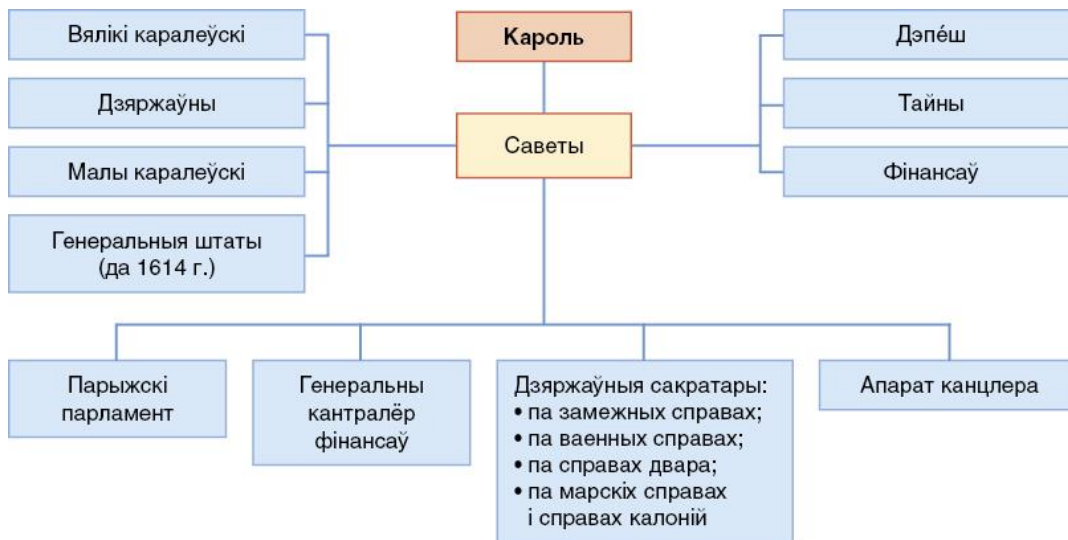 Вялікі каралеўскі
Дзяржаўны
Малы каралеўскі
Генеральныя штаты
(да 1614 г.)
Кароль
Саветы
Дэпе́ш
Тайны
Фінансаў
Парыжскі
парламент
Генеральны
кантралёр
фінансаў
Дзяржаўныя сакратары:
• па замежных справах;
• па ваенных справах;
• па справах двара;
• па марскіх справах
і справах калоній
Апарат канцлера